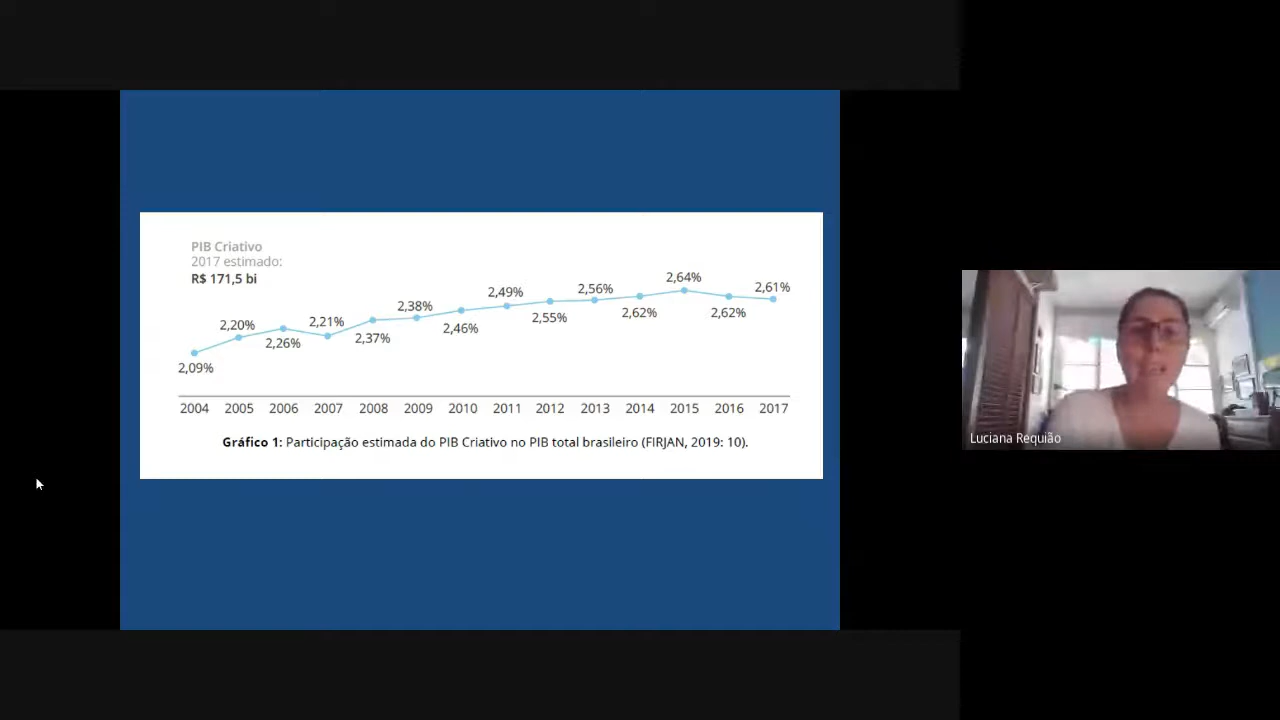 PIB Criativo
2017 estimado:
R$ 171,5 bi
2,09%
2,20%
2,26%
2,21%
2,37%
2,38%
2,46%
2,49%
2,55%
2,56%
2,62%
2,64%
2,62%
2,61%
2004 2005 2006 2007 2008 2009 2010 2011 2012 2013 2014 2015 2016 2017
Gráfico 1: Participação estimada do PIB Criativo no PIB total brasileiro (FIRJAN, 2019: 10).
Luciana Requião